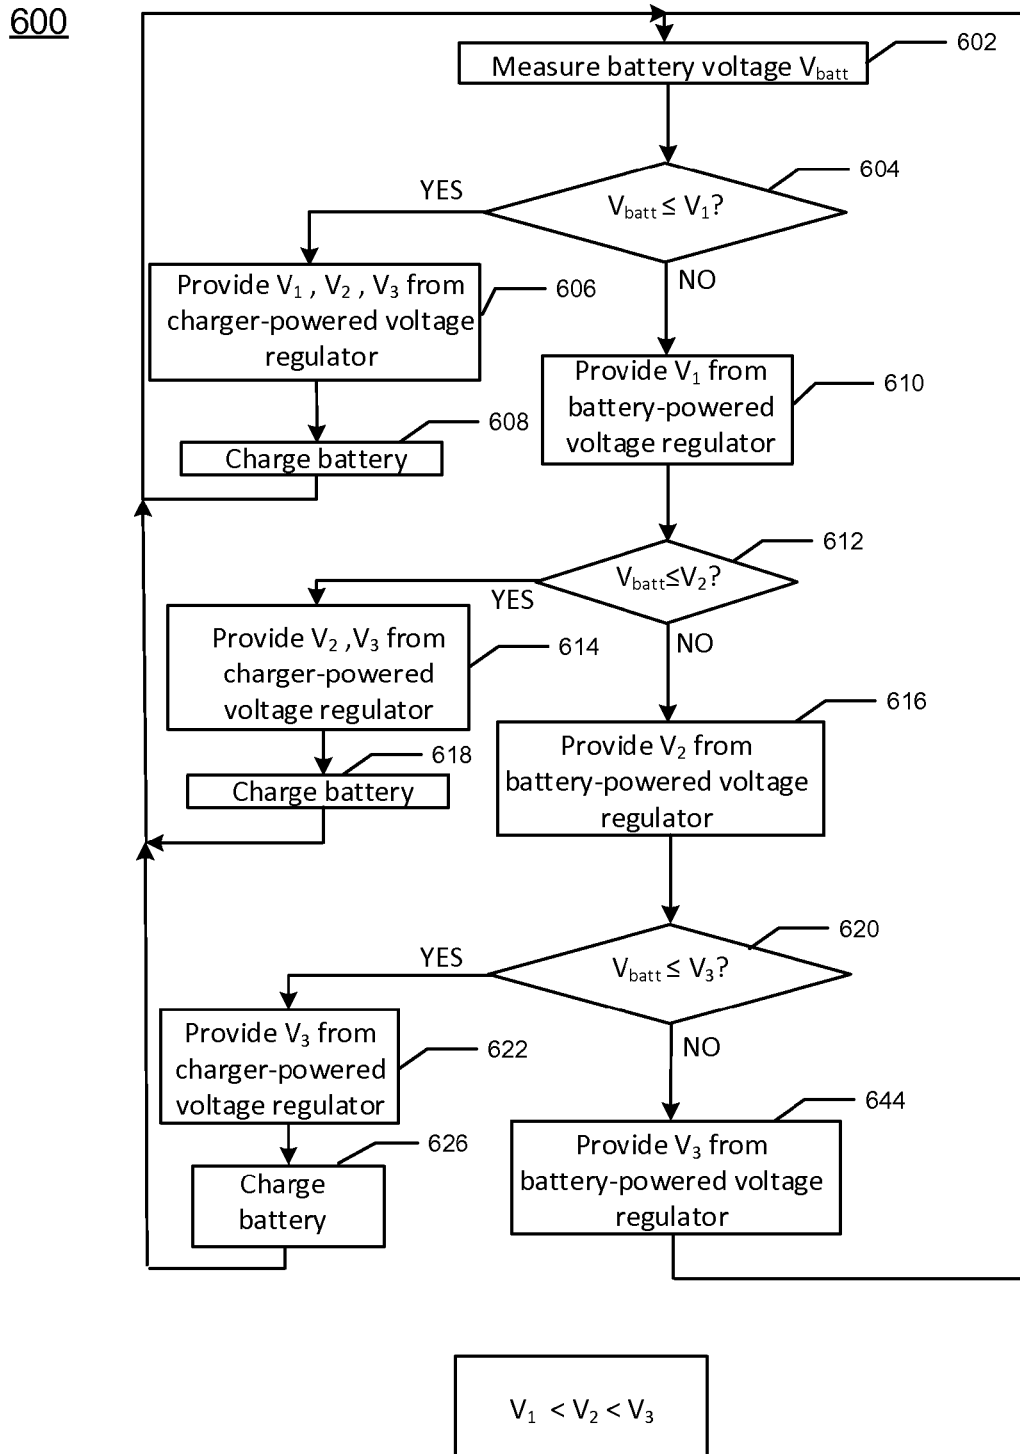 600
602
Measure battery voltage Vbatt
604
YES
Vbatt ≤ V1?
NO
Provide V1 , V2 , V3 from
charger-powered voltage
regulator
606
Provide V1 from
battery-powered
voltage regulator
610
608
Charge battery
612
Vbatt≤V2?
YES
NO
Provide V2 ,V3 from
charger-powered
voltage regulator
614
616
Provide V2 from
battery-powered voltage
regulator
618
Charge battery
620
YES
Vbatt ≤ V3?
NO
Provide V3 from
charger-powered
voltage regulator
622
644
Provide V3 from
battery-powered voltage
regulator
626
Charge
battery
V1 < V2 < V3